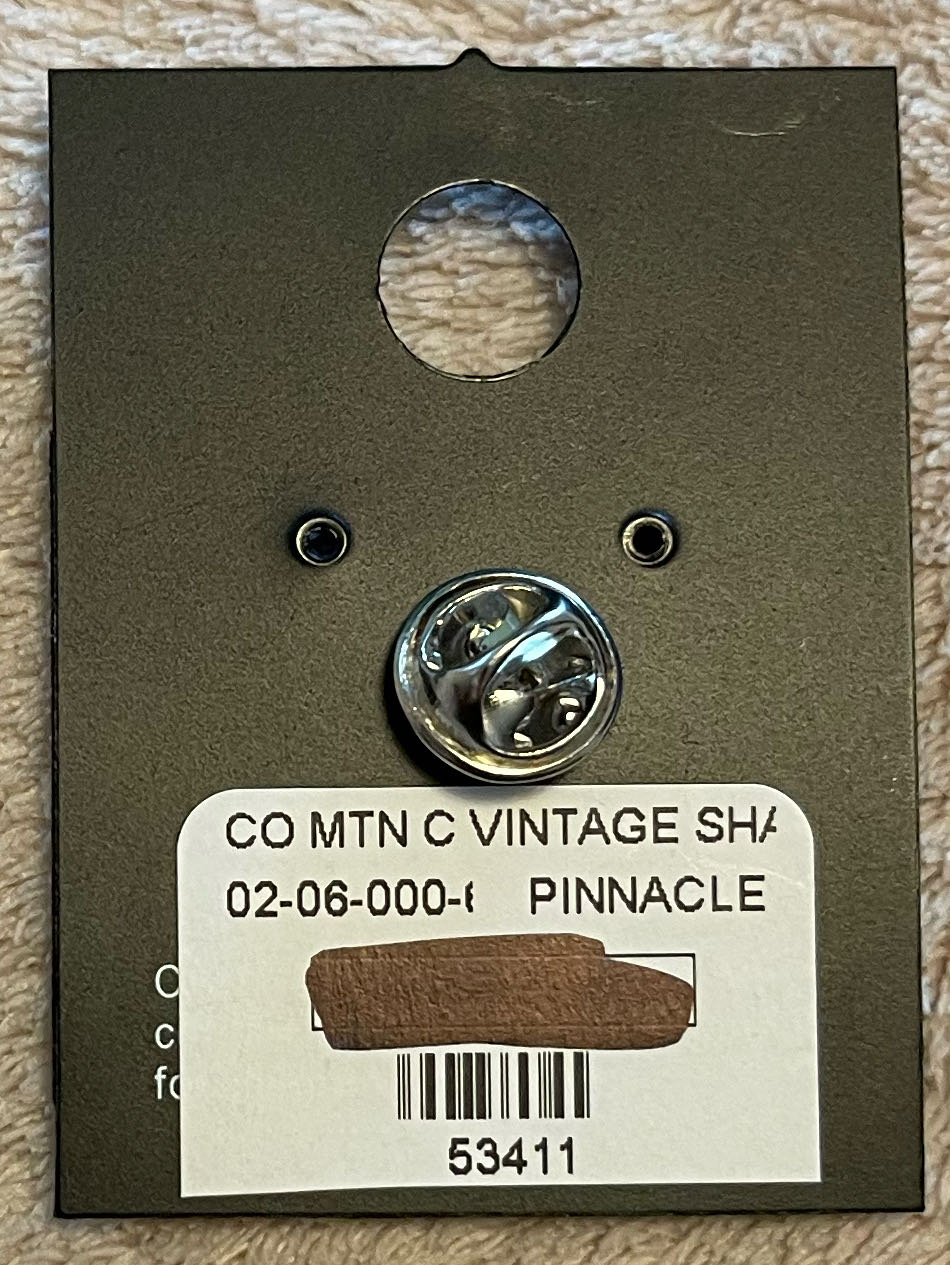 CO MTN C VINTAGE SHA
02-06-000-
PINNACLE
53411